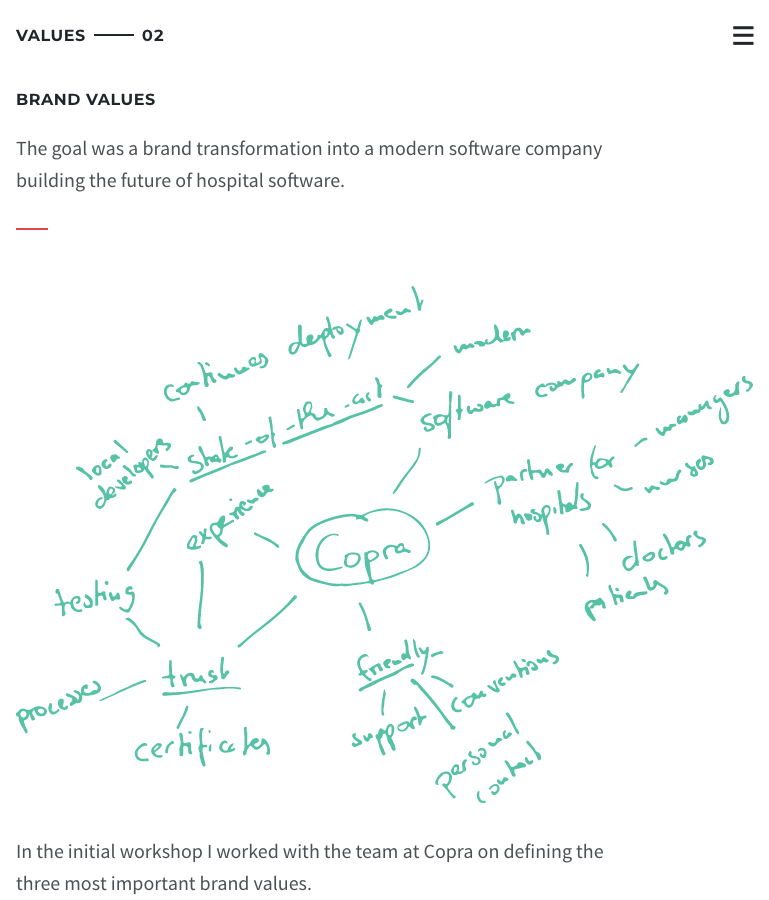 VALUES — 02
BRAND VALUES
The goal was a brand transformation into a modern software company
building the future of hospital software.
continues deployment
modern
software company
state-of-the-art
local
developers
managers
partner for
hospitals
nurses
experience
Copra
doctors
patients
testing
trust
friendly
conventions
processes
support
certificates
personal
contact
In the initial workshop I worked with the team at Copra on defining the
three most important brand values.